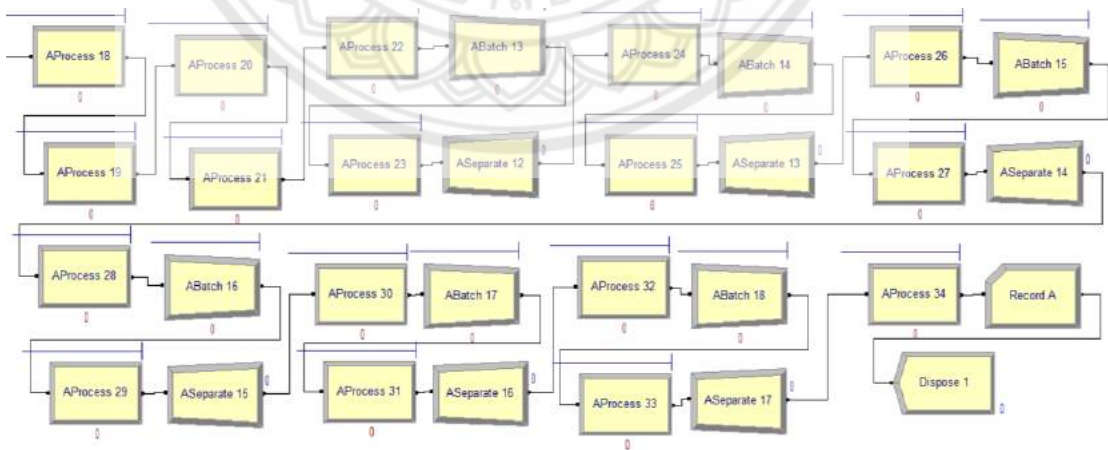 AProcess 18
0
AProcess 19
0
AProcess 20
0
AProcess 21
0
AProcess 22
0
ABatch 13
0
AProcess 23
0
ASeparate 12
0
AProcess 24
0
ABatch 14
0
AProcess 25
0
ASeparate 13
0
AProcess 26
0
ABatch 15
0
AProcess 27
0
ASeparate 14
0
AProcess 28
0
ABatch 16
0
AProcess 29
0
ASeparate 15
0
AProcess 30
0
ABatch 17
0
AProcess 31
0
ASeparate 16
0
AProcess 32
0
ABatch 18
0
AProcess 33
0
ASeparate 17
0
AProcess 34
0
Record A
Dispose 1
0